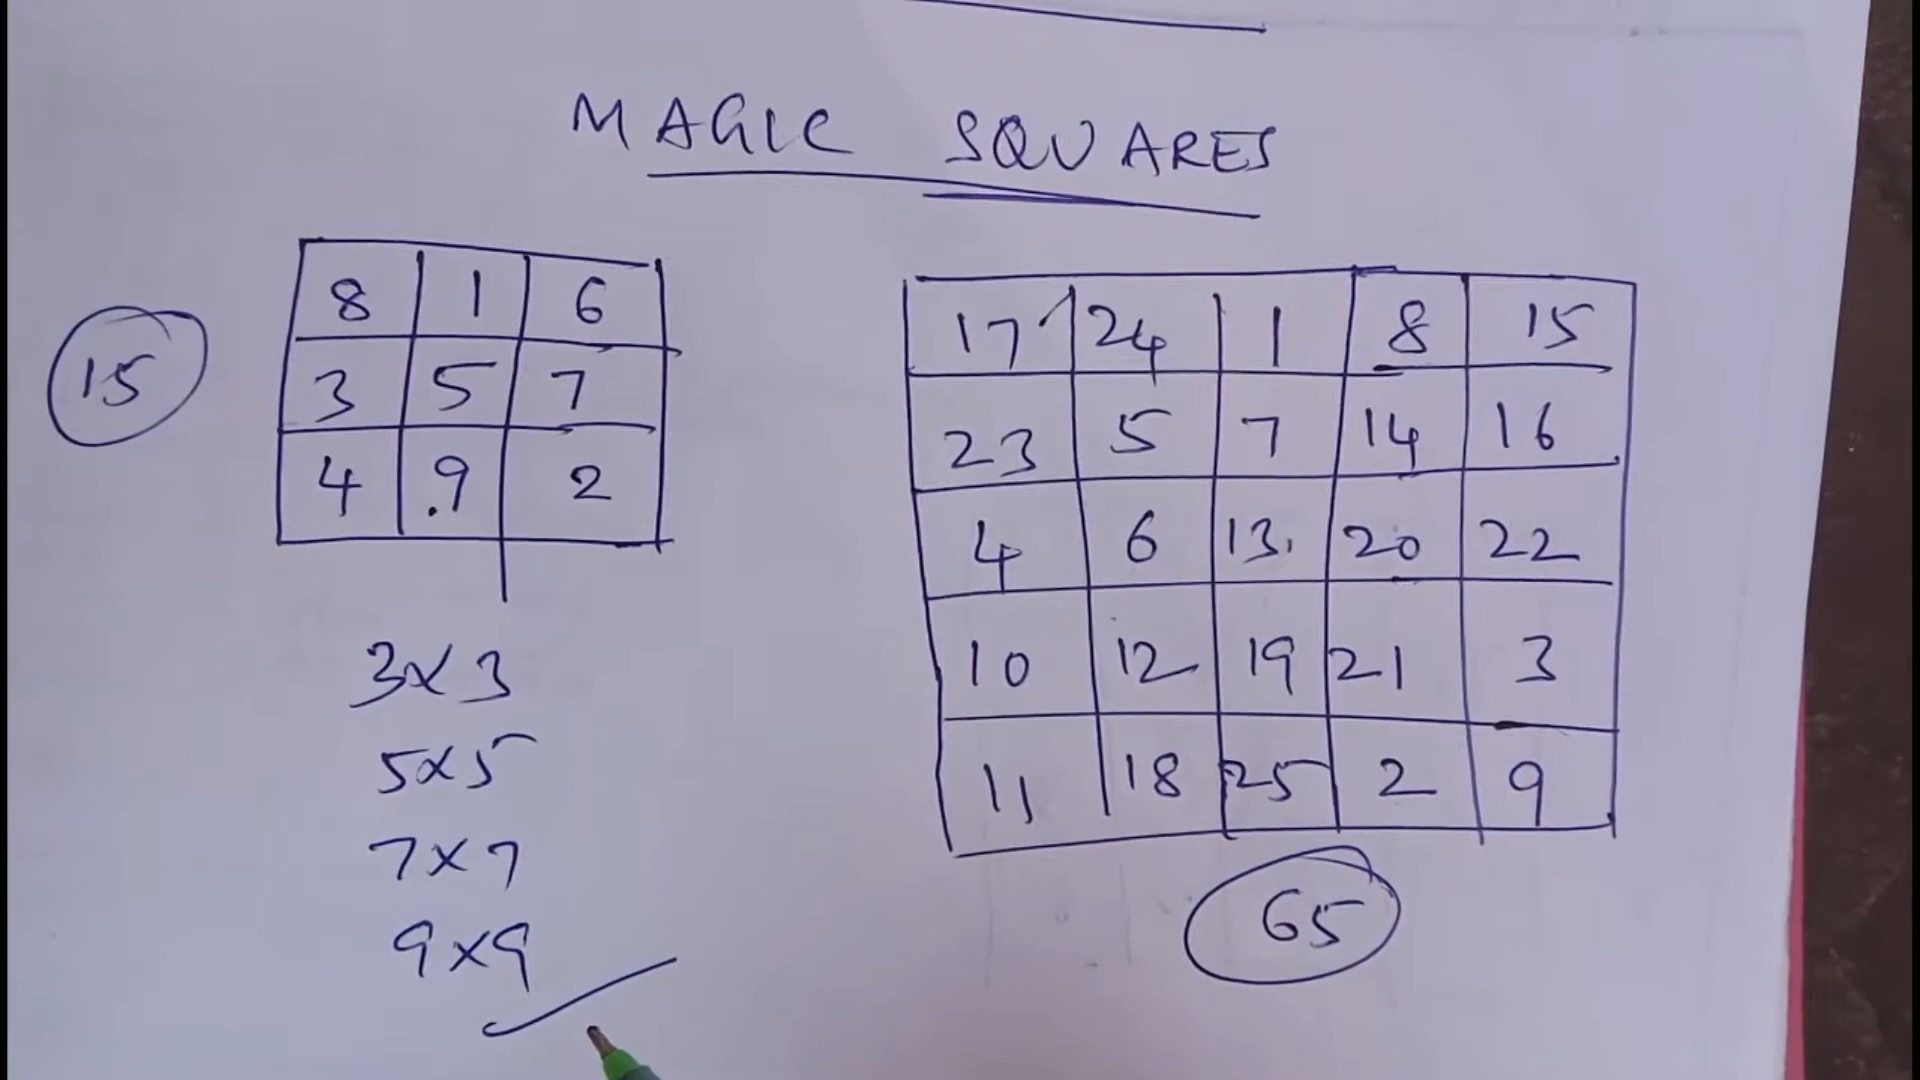 MAGIC SQUARES
15
8 1 6
3 5 7
4 9 2
3x3
5x5
7x7
9x9
17 24 1 8 15
23 5 7 14 16
4 6 13 20 22
10 12 19 21 3
11 18 25 2 9
65